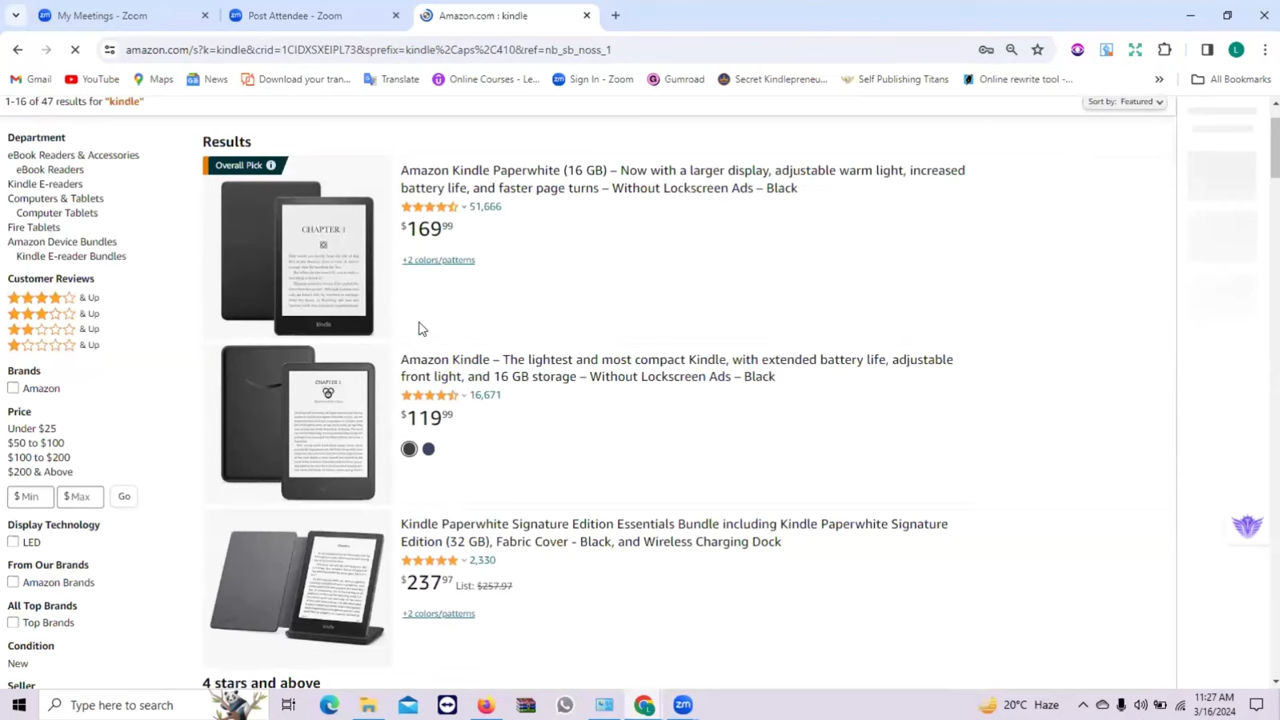 My Meetings - Zoom
Post Attendee - Zoom
Amazon.com : kindle
amazon.com/s?k=kindle&crid=1CIDXSXEIPL73&sprefix=kindle%2Caps%2C410&ref=nb_sb_noss_1
L
Gmail
YouTube
Maps
News
Download your tran...
Translate
Online Courses - Le...
Sign In - Zoom
Gumroad
Secret Kindlepreneu...
Self Publishing Titans
Online rewrite tool -...
»
All Bookmarks
1-16 of 47 results for "kindle"
Sort by: Featured
Department
eBook Readers & Accessories
eBook Readers
Kindle E-readers
Computers & Tablets
Computer Tablets
Fire Tablets
Amazon Device Bundles
Kindle E-reader Bundles
Customer Reviews
& Up
& Up
& Up
& Up
Brands
Amazon
Price
Under $25
$50 to $100
$100 to $200
$200 & Above
$ Min
$ Max
Go
Display Technology
LED
From Our Brands
Amazon Brands
All Top Brands
Top Brands
Condition
New
Seller
Results
Overall Pick
CHAPTER 1
kindle
Amazon Kindle Paperwhite (16 GB) – Now with a larger display, adjustable warm light, increased
battery life, and faster page turns – Without Lockscreen Ads – Black
51,666
$16999
+2 colors/patterns
CHAPTER 1
Amazon Kindle – The lightest and most compact Kindle, with extended battery life, adjustable
front light, and 16 GB storage – Without Lockscreen Ads – Black
16,671
$11999
Kindle Paperwhite Signature Edition Essentials Bundle including Kindle Paperwhite Signature
Edition (32 GB), Fabric Cover - Black, and Wireless Charging Dock
2,330
$23797 List: $257.97
+2 colors/patterns
4 stars and above
Type here to search
20°C Haze
11:27 AM
3/16/2024